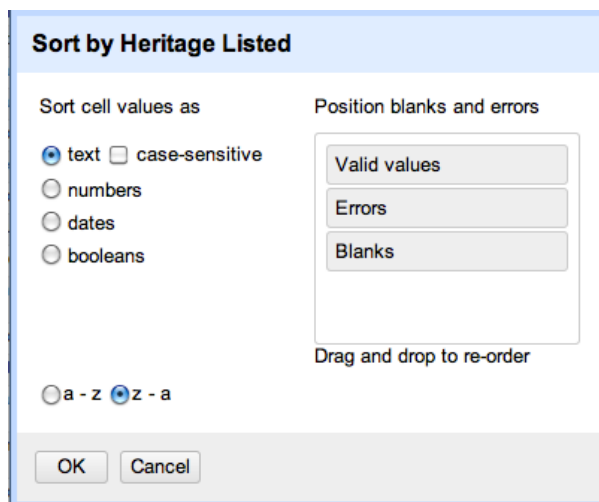 Sort by Heritage Listed
Sort cell values as
text case-sensitive
numbers
dates
booleans
a - z z - a
Position blanks and errors
Valid values
Errors
Blanks
Drag and drop to re-order
OK Cancel